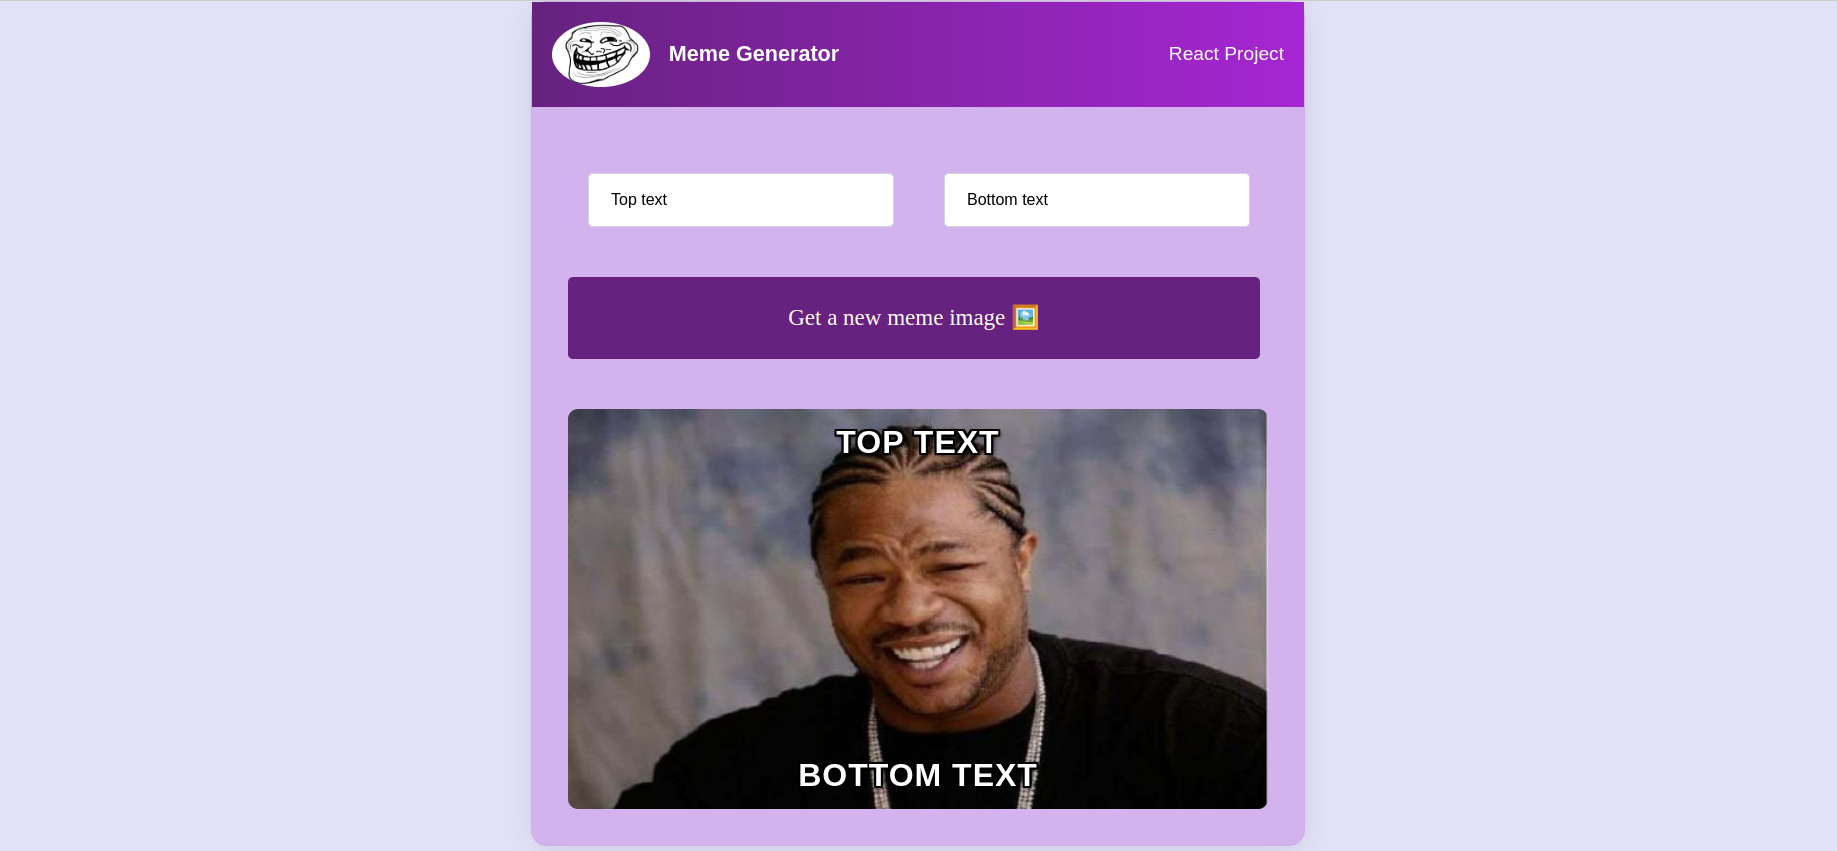 Meme Generator
React Project
Top text
Bottom text
Get a new meme image 🖼️
TOP TEXT
BOTTOM TEXT